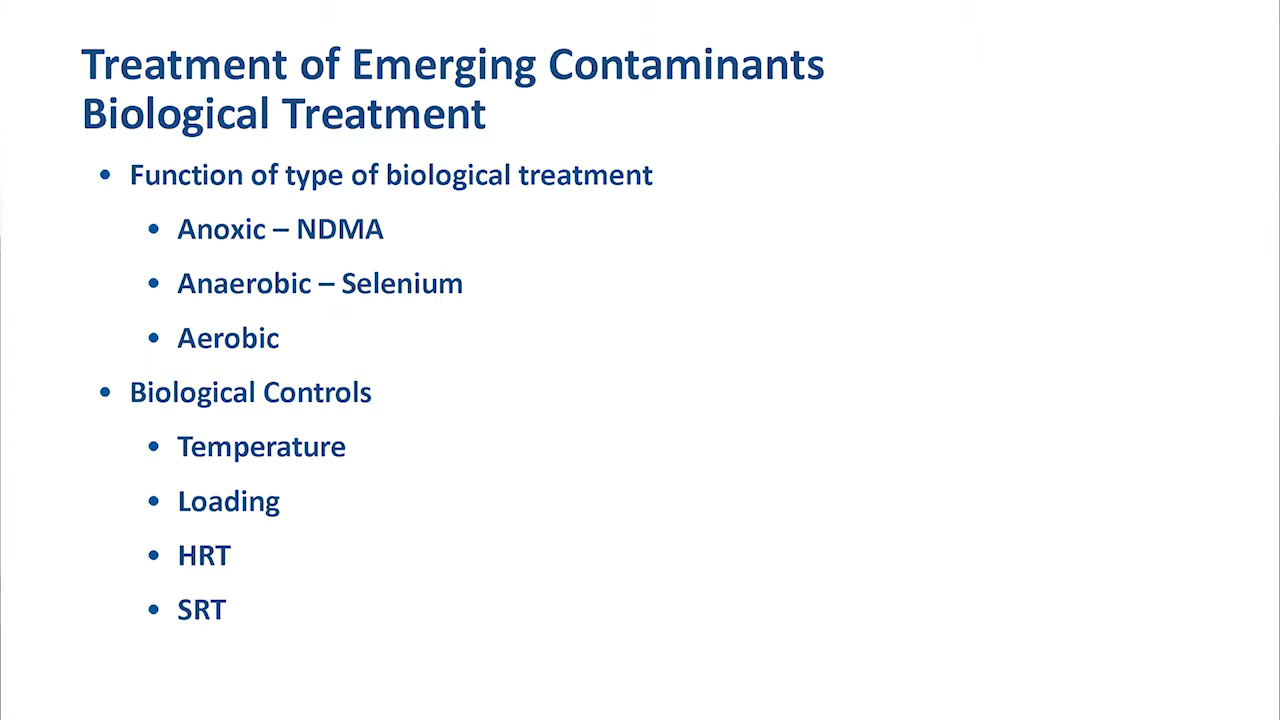 Treatment of Emerging Contaminants
Biological Treatment
• Function of type of biological treatment
• Anoxic – NDMA
• Anaerobic – Selenium
• Aerobic
• Biological Controls
• Temperature
• Loading
• HRT
• SRT